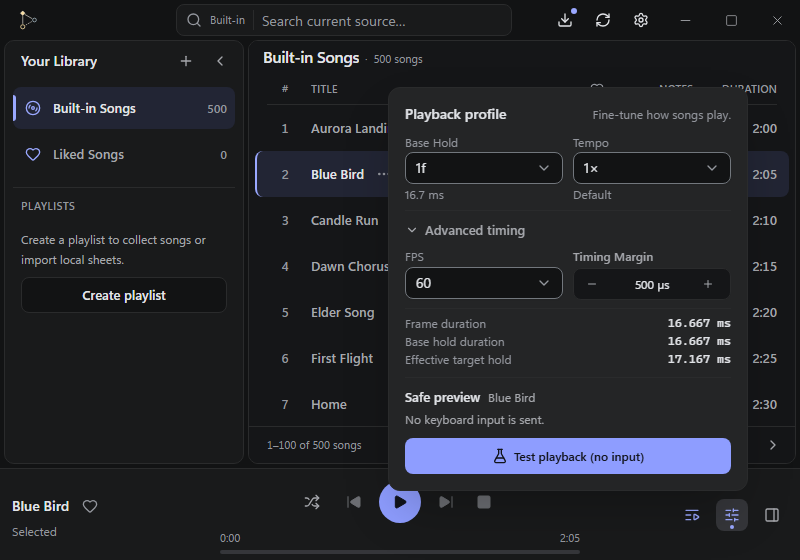 Built-in
Search current source...
Your Library
Built-in Songs 500
Liked Songs 0
PLAYLISTS
Create a playlist to collect songs or
import local sheets.
Create playlist
Built-in Songs · 500 songs
# TITLE
1 Aurora Landi 2:00
2 Blue Bird ··· 2:05
3 Candle Run 2:10
4 Dawn Chorus 2:15
5 Elder Song 2:20
6 First Flight 2:25
7 Home 2:30
1–100 of 500 songs
Playback profile
Fine-tune how songs play.
Base Hold
1f
16.7 ms
Tempo
1×
Default
Advanced timing
FPS
60
Timing Margin
− 500 µs +
Frame duration 16.667 ms
Base hold duration 16.667 ms
Effective target hold 17.167 ms
Safe preview Blue Bird
No keyboard input is sent.
Test playback (no input)
Blue Bird
Selected
0:00
2:05